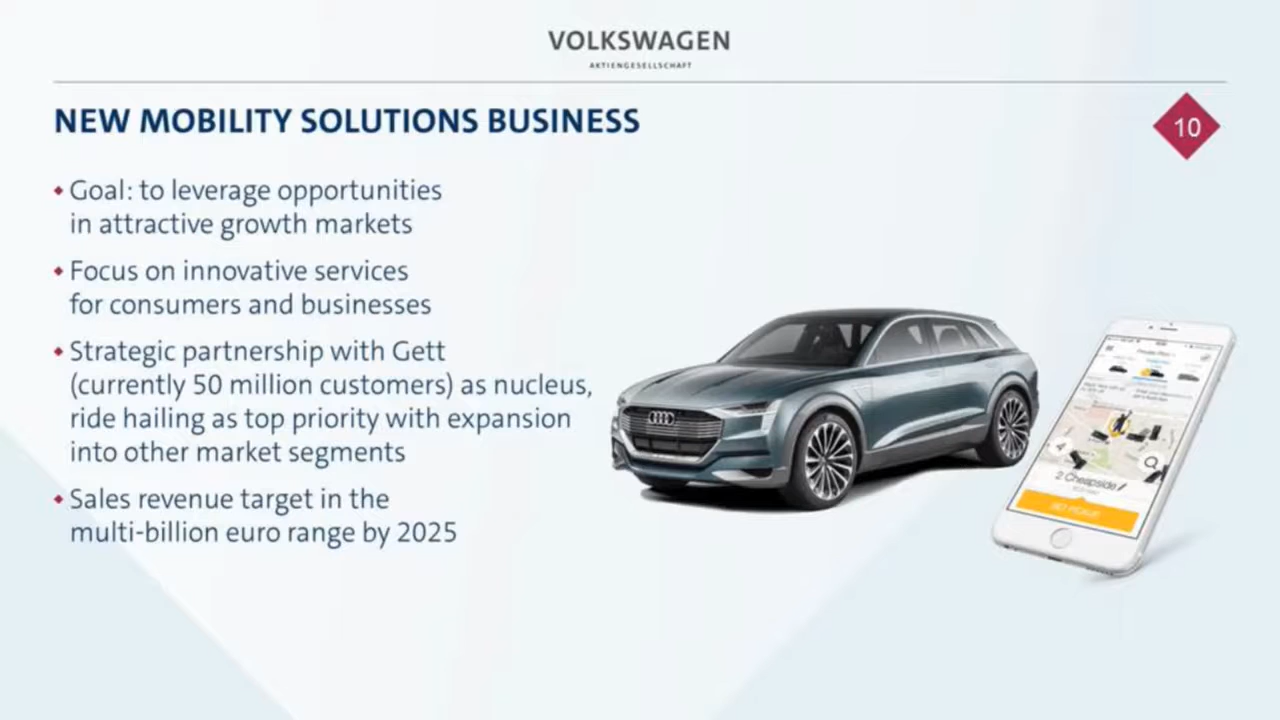 VOLKSWAGEN
AKTIENGESELLSCHAFT
NEW MOBILITY SOLUTIONS BUSINESS
10
• Goal: to leverage opportunities
in attractive growth markets
• Focus on innovative services
for consumers and businesses
• Strategic partnership with Gett
(currently 50 million customers) as nucleus,
ride hailing as top priority with expansion
into other market segments
• Sales revenue target in the
multi-billion euro range by 2025
2 Cheapside